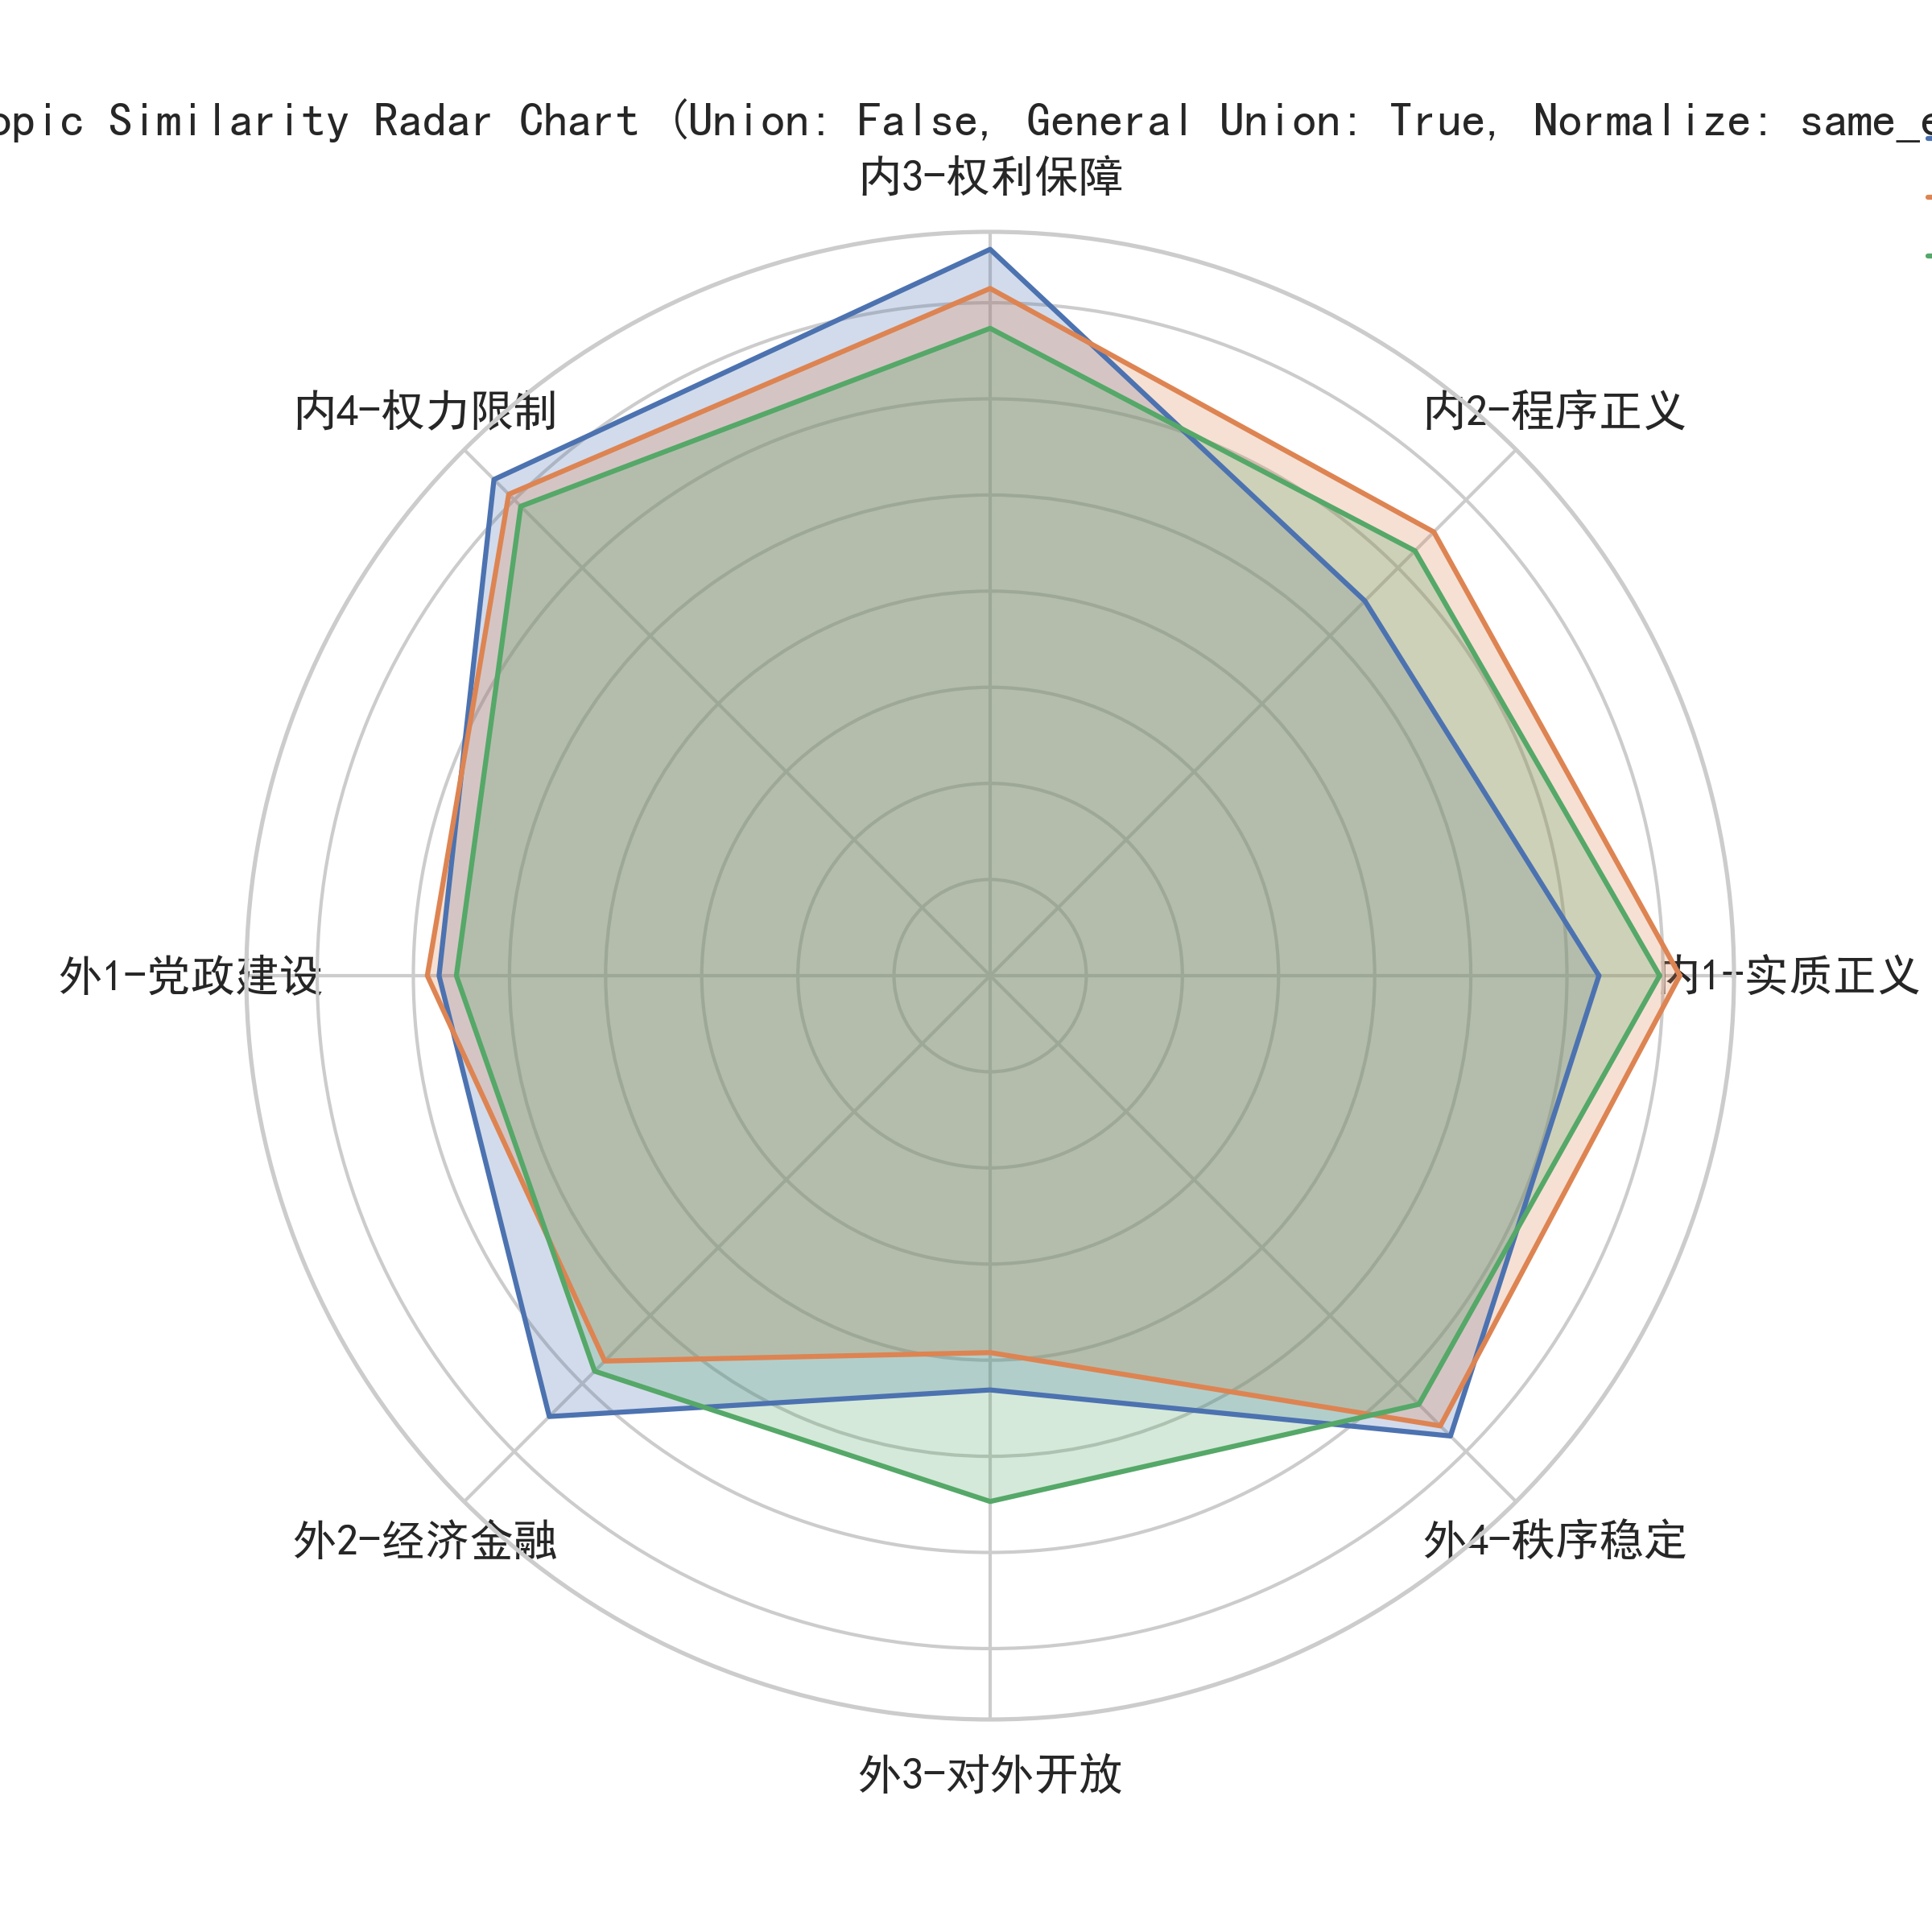 opic Similarity Radar Chart (Union: False, General Union: True, Normalize: same_e
内3-权利保障
内4-权力限制
内2-程序正义
外1-党政建设
内1-实质正义
外2-经济金融
外4-秩序稳定
外3-对外开放